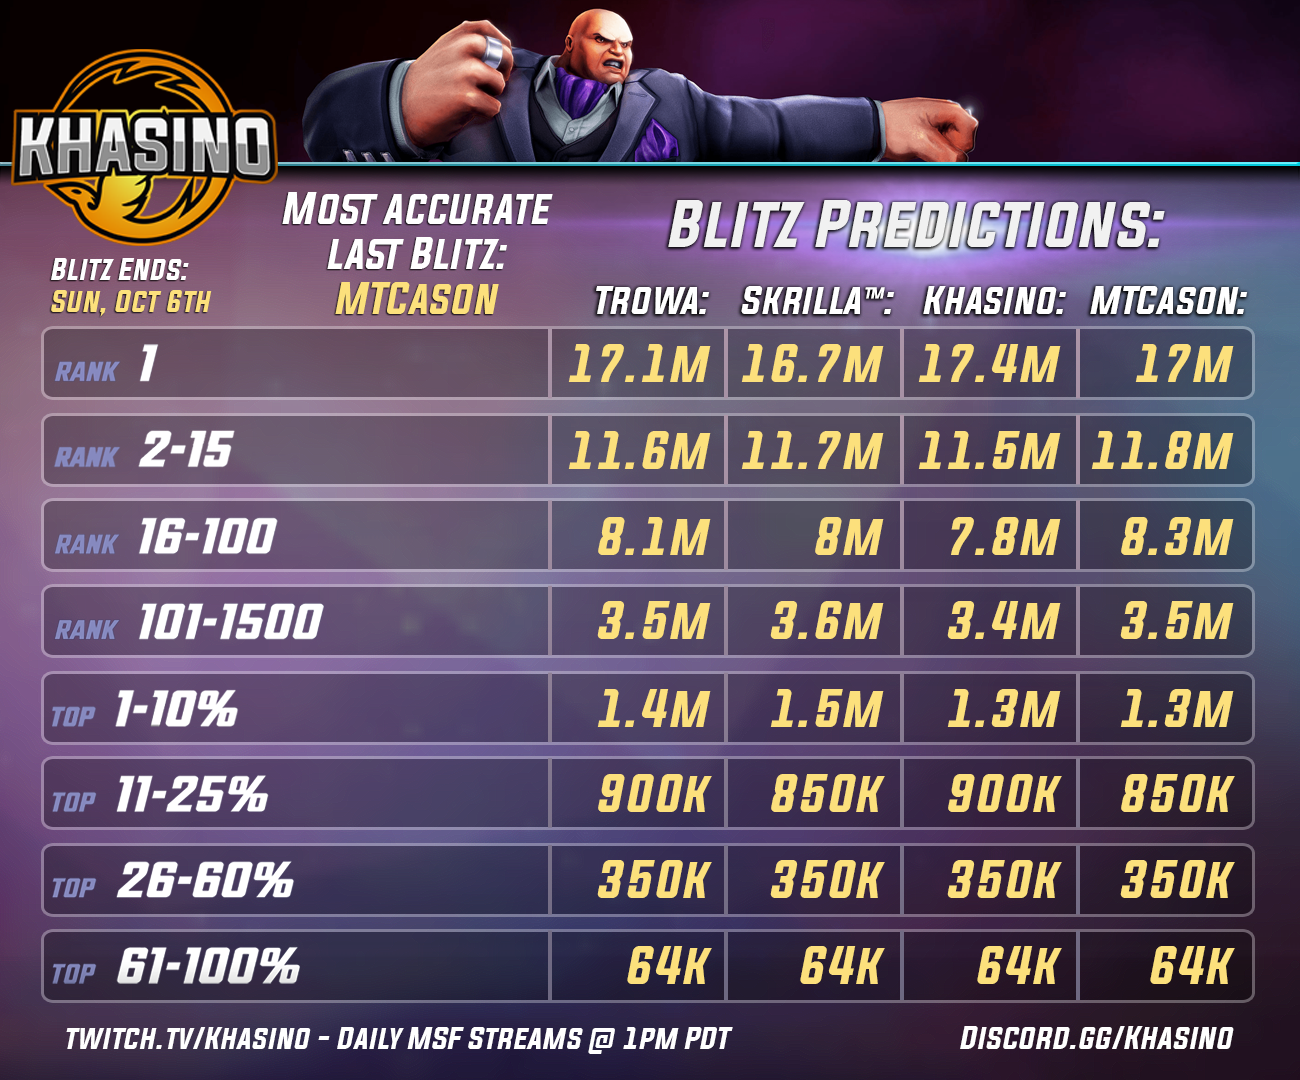 KHASINO
Most accurate
last Blitz:
MTCASON
Blitz Ends:
Sun, Oct 6th
Blitz Predictions:
Trowa: Skrilla™: Khasino: MTCason:
RANK 1 17.1M 16.7M 17.4M 17M
RANK 2-15 11.6M 11.7M 11.5M 11.8M
RANK 16-100 8.1M 8M 7.8M 8.3M
RANK 101-1500 3.5M 3.6M 3.4M 3.5M
TOP 1-10% 1.4M 1.5M 1.3M 1.3M
TOP 11-25% 900K 850K 900K 850K
TOP 26-60% 350K 350K 350K 350K
TOP 61-100% 64K 64K 64K 64K
twitch.tv/Khasino - Daily MSF Streams @ 1pm PDT
Discord.gg/Khasino